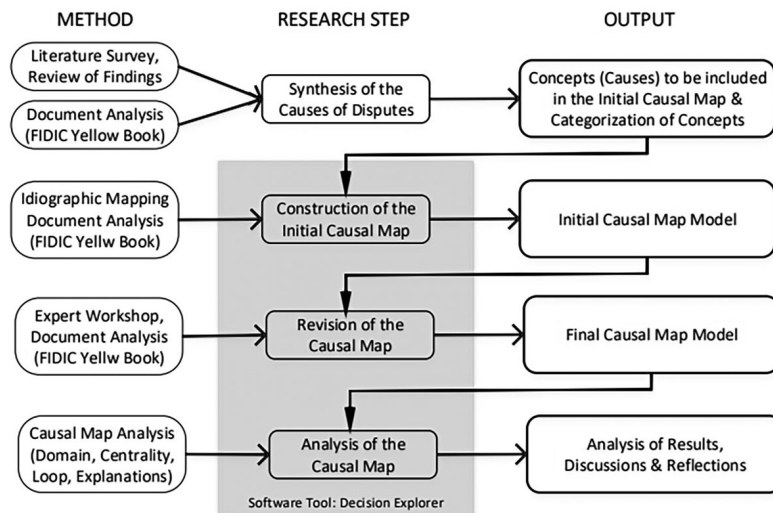 METHOD
RESEARCH STEP
OUTPUT
Literature Survey,
Review of Findings
Document Analysis
(FIDIC Yellow Book)
Synthesis of the
Causes of Disputes
Concepts (Causes) to be included
in the Initial Causal Map &
Categorization of Concepts
Idiographic Mapping
Document Analysis
(FIDIC Yellw Book)
Construction of the
Initial Causal Map
Initial Causal Map Model
Expert Workshop,
Document Analysis
(FIDIC Yellw Book)
Revision of the
Causal Map
Final Causal Map Model
Causal Map Analysis
(Domain, Centrality,
Loop, Explanations)
Analysis of the
Causal Map
Analysis of Results,
Discussions & Reflections
Software Tool: Decision Explorer